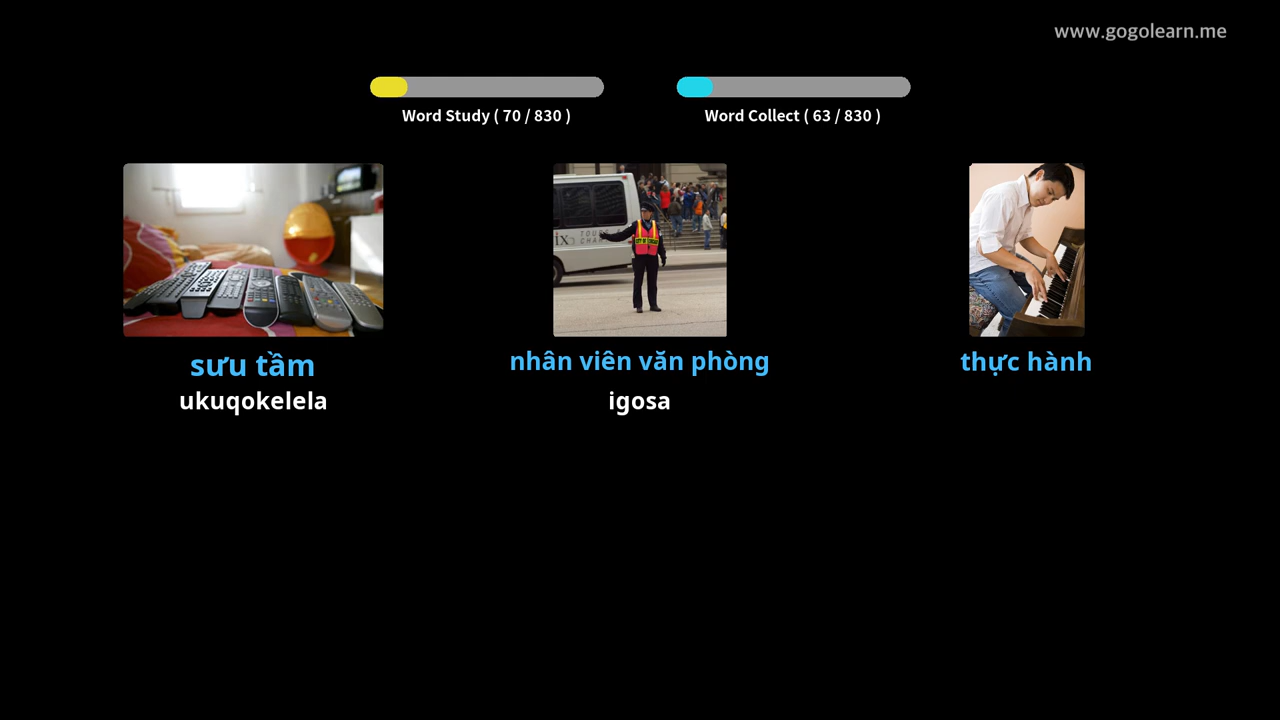 www.gogolearn.me
Word Study ( 70 / 830 )
Word Collect ( 63 / 830 )
sưu tầm
ukuqokelela
nhân viên văn phòng
igosa
thực hành